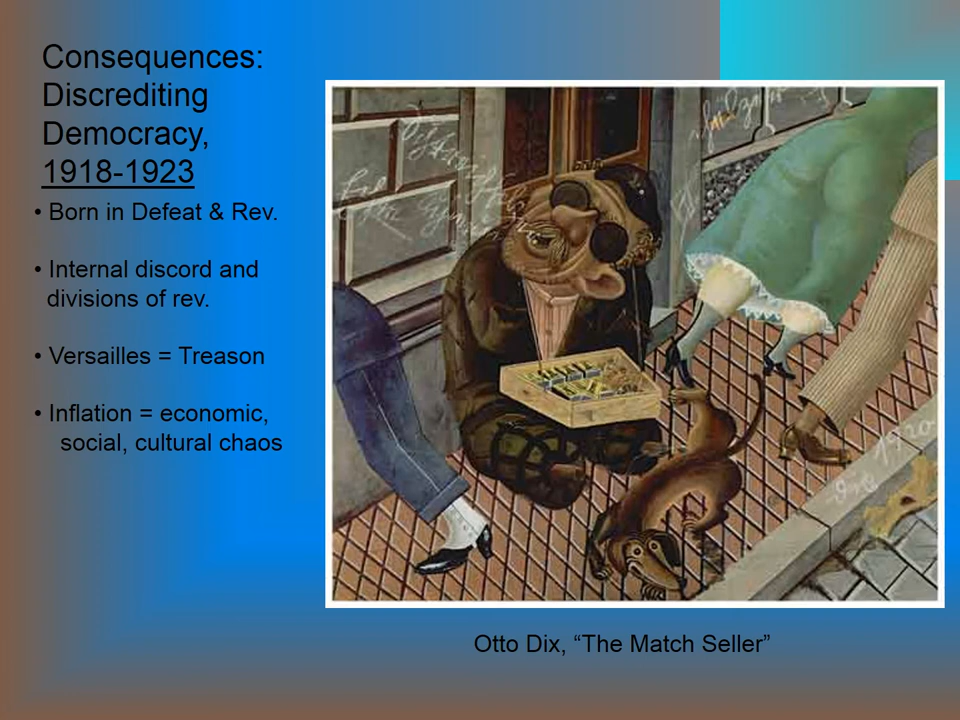 Consequences:
Discrediting
Democracy,
1918-1923
• Born in Defeat & Rev.
• Internal discord and
divisions of rev.
• Versailles = Treason
• Inflation = economic,
social, cultural chaos
1920
Otto Dix, “The Match Seller”